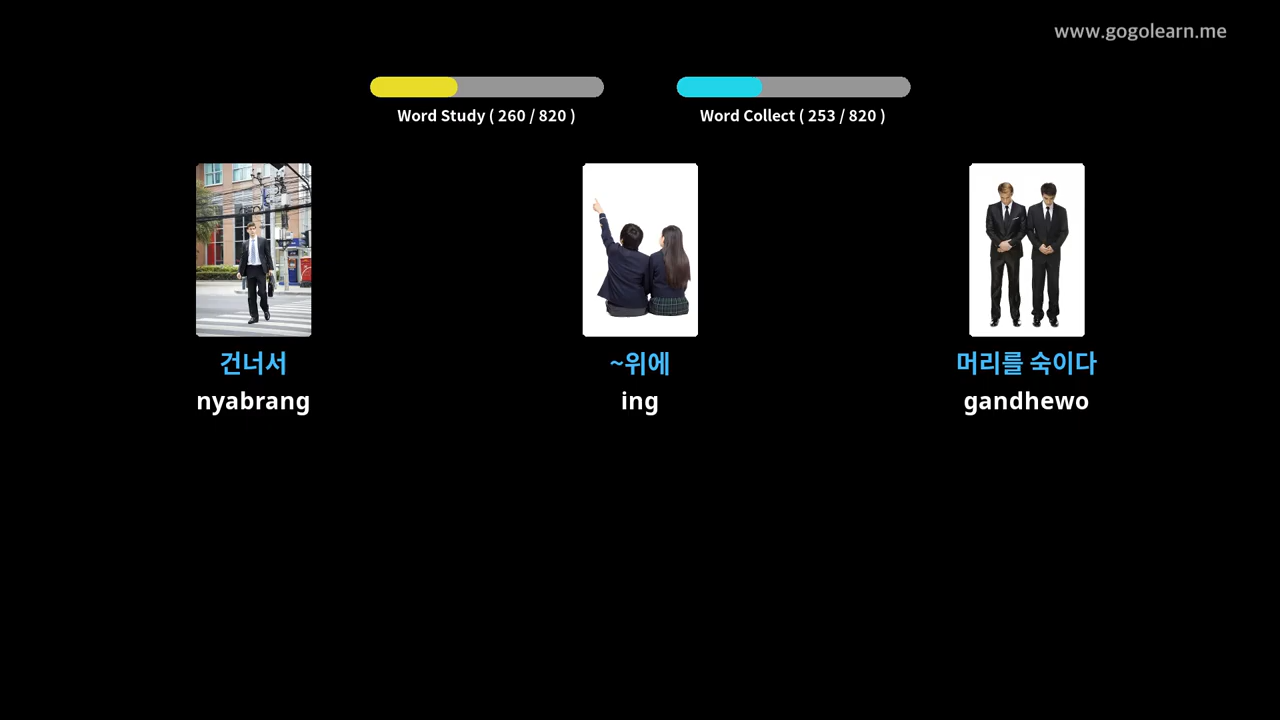 www.gogolearn.me
Word Study ( 260 / 820 )
Word Collect ( 253 / 820 )
건너서
nyabrang
~위에
ing
머리를 숙이다
gandhewo